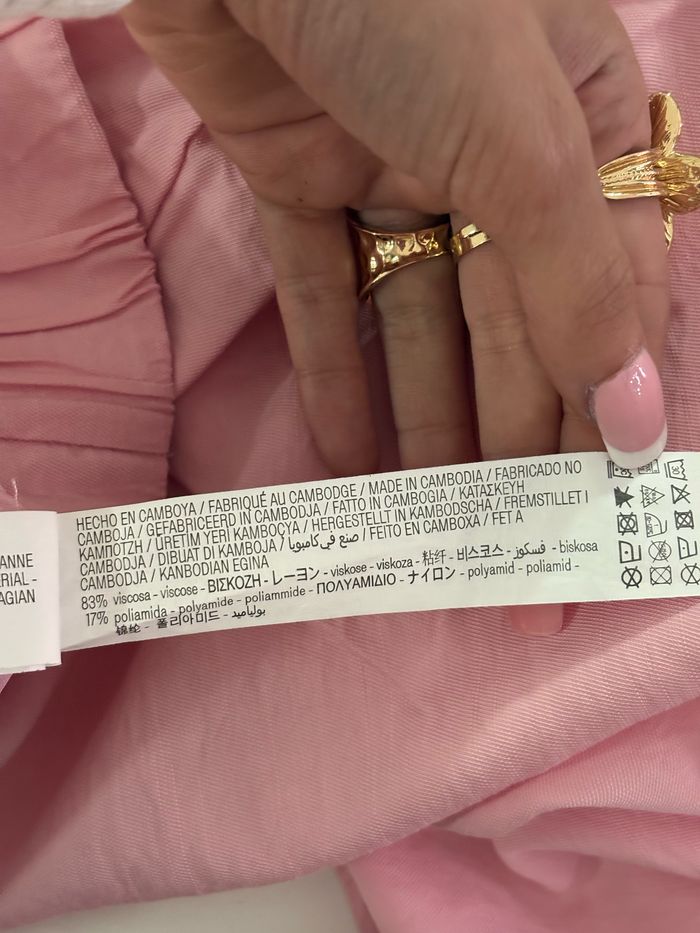 ANNE
RIAL -
AGIAN
HECHO EN CAMBOYA / FABRIQUÉ AU CAMBODGE / MADE IN CAMBODIA / FABRICADO NO
CAMBOJA / GEFABRICEERD IN CAMBODJA / FATTO IN CAMBOGIA / ΚΑΤΑΣΚΕΥΗ
ΚΑΜΠΟΤΖΗ / ÜRETİM YERİ KAMBOÇYA / HERGESTELLT IN KAMBODSCHA / FREMSTILLET I
CAMBODJA / DIBUAT DI KAMBOJA / صنع في كامبوديا / FEITO EN CAMBOXA / FET A
CAMBODJA / KANBODIAN EGINA
83% viscosa - viscose - ΒΙΣΚΟΖΗ - レーヨン - viskose - viskoza - 粘纤 - 비스코스 - فسكوز - biskosa
17% poliamida - polyamide - poliammide - ΠΟΛΥΑΜΙΔΙΟ - ナイロン - polyamid - poliamid -
锦纶 - 폴리아미드 - بولياميد